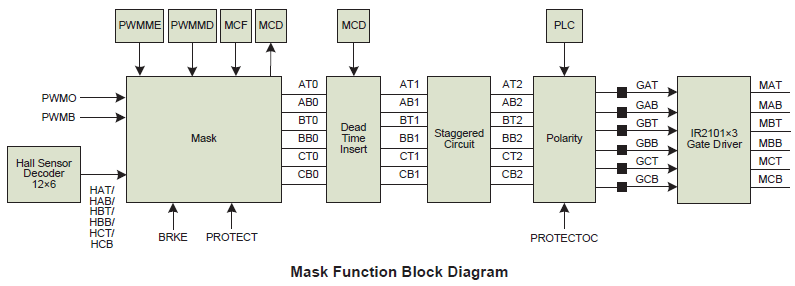 PWMME PWMMD MCF MCD MCD PLC
PWMO
PWMB
Hall Sensor
Decoder
12×6
HAT/
HAB/
HBT/
HBB/
HCT/
HCB
Mask
BRKE PROTECT
AT0
AB0
BT0
BB0
CT0
CB0
Dead
Time
Insert
AT1
AB1
BT1
BB1
CT1
CB1
Staggered
Circuit
AT2
AB2
BT2
BB2
CT2
CB2
Polarity
PROTECTOC
GAT
GAB
GBT
GBB
GCT
GCB
IR2101×3
Gate Driver
MAT
MAB
MBT
MBB
MCT
MCB
Mask Function Block Diagram